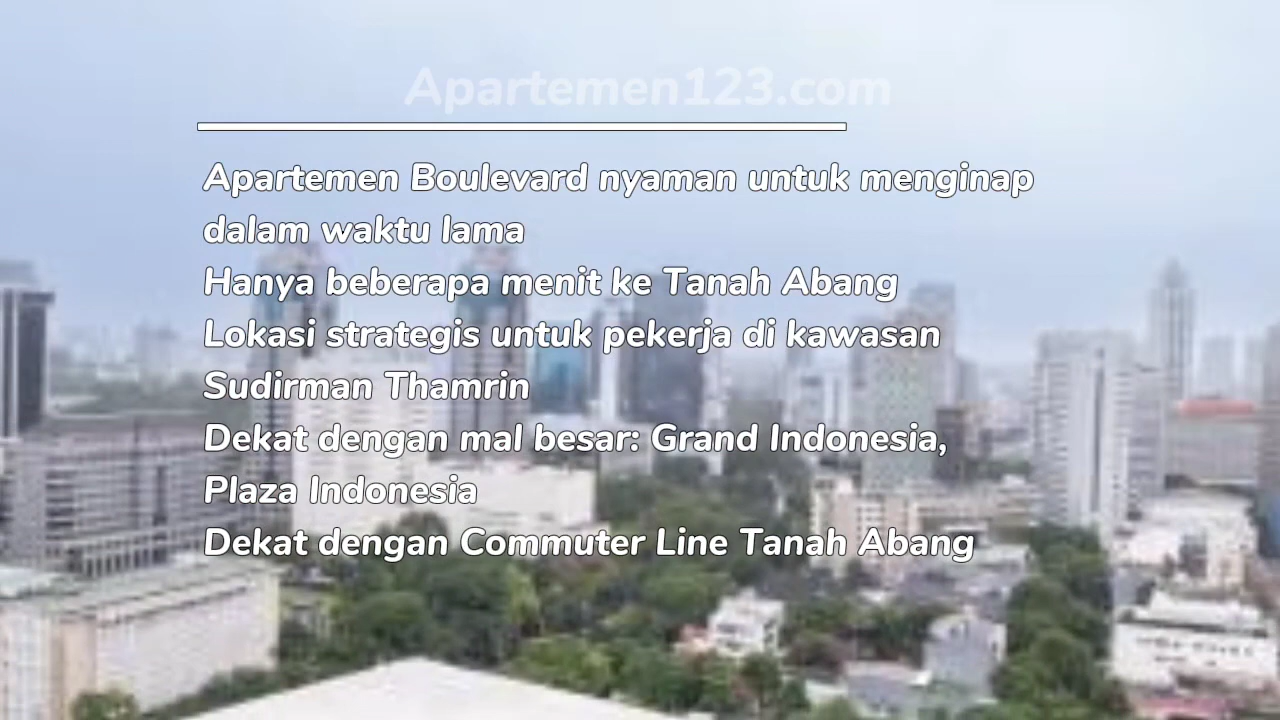 Apartemen123.com
Apartemen Boulevard nyaman untuk menginap
dalam waktu lama
Hanya beberapa menit ke Tanah Abang
Lokasi strategis untuk pekerja di kawasan
Sudirman Thamrin
Dekat dengan mal besar: Grand Indonesia,
Plaza Indonesia
Dekat dengan Commuter Line Tanah Abang